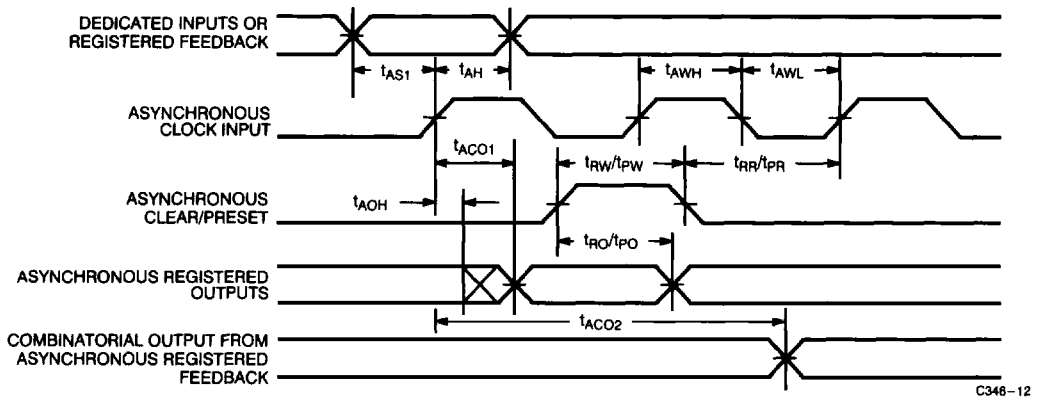 DEDICATED INPUTS OR
REGISTERED FEEDBACK
tAS1
tAH
tAWH
tAWL
ASYNCHRONOUS
CLOCK INPUT
tACO1
tRW/tPW
tRR/tPR
ASYNCHRONOUS
CLEAR/PRESET
tAOH
tRO/tPO
ASYNCHRONOUS REGISTERED
OUTPUTS
tACO2
COMBINATORIAL OUTPUT FROM
ASYNCHRONOUS REGISTERED
FEEDBACK
C346-12